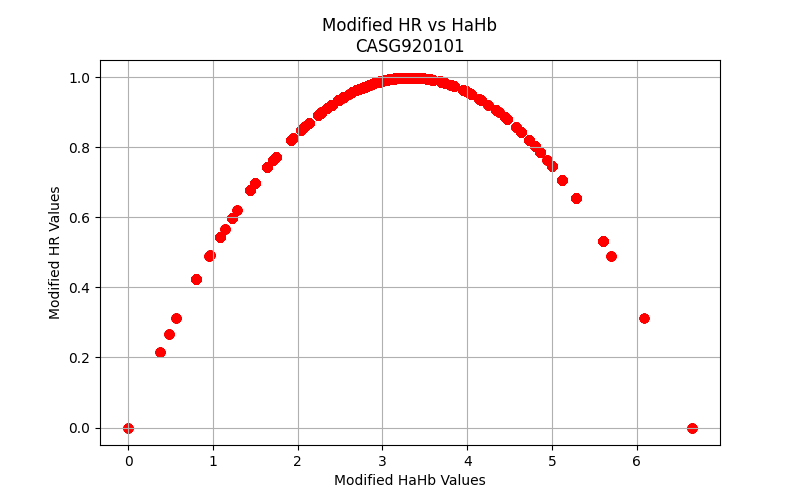 Modified HR vs HaHb
CASG920101
1.0
0.8
0.6
0.4
0.2
0.0
Modified HR Values
0 1 2 3 4 5 6
Modified HaHb Values